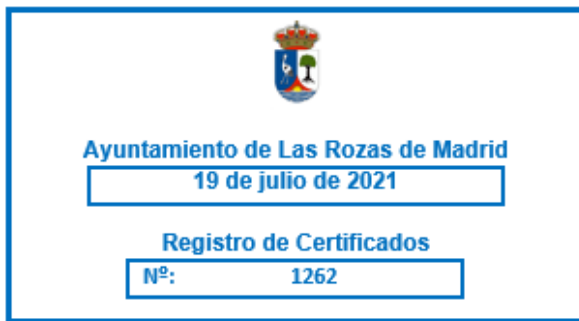 Ayuntamiento de Las Rozas de Madrid
19 de julio de 2021
Registro de Certificados
Nº: 1262